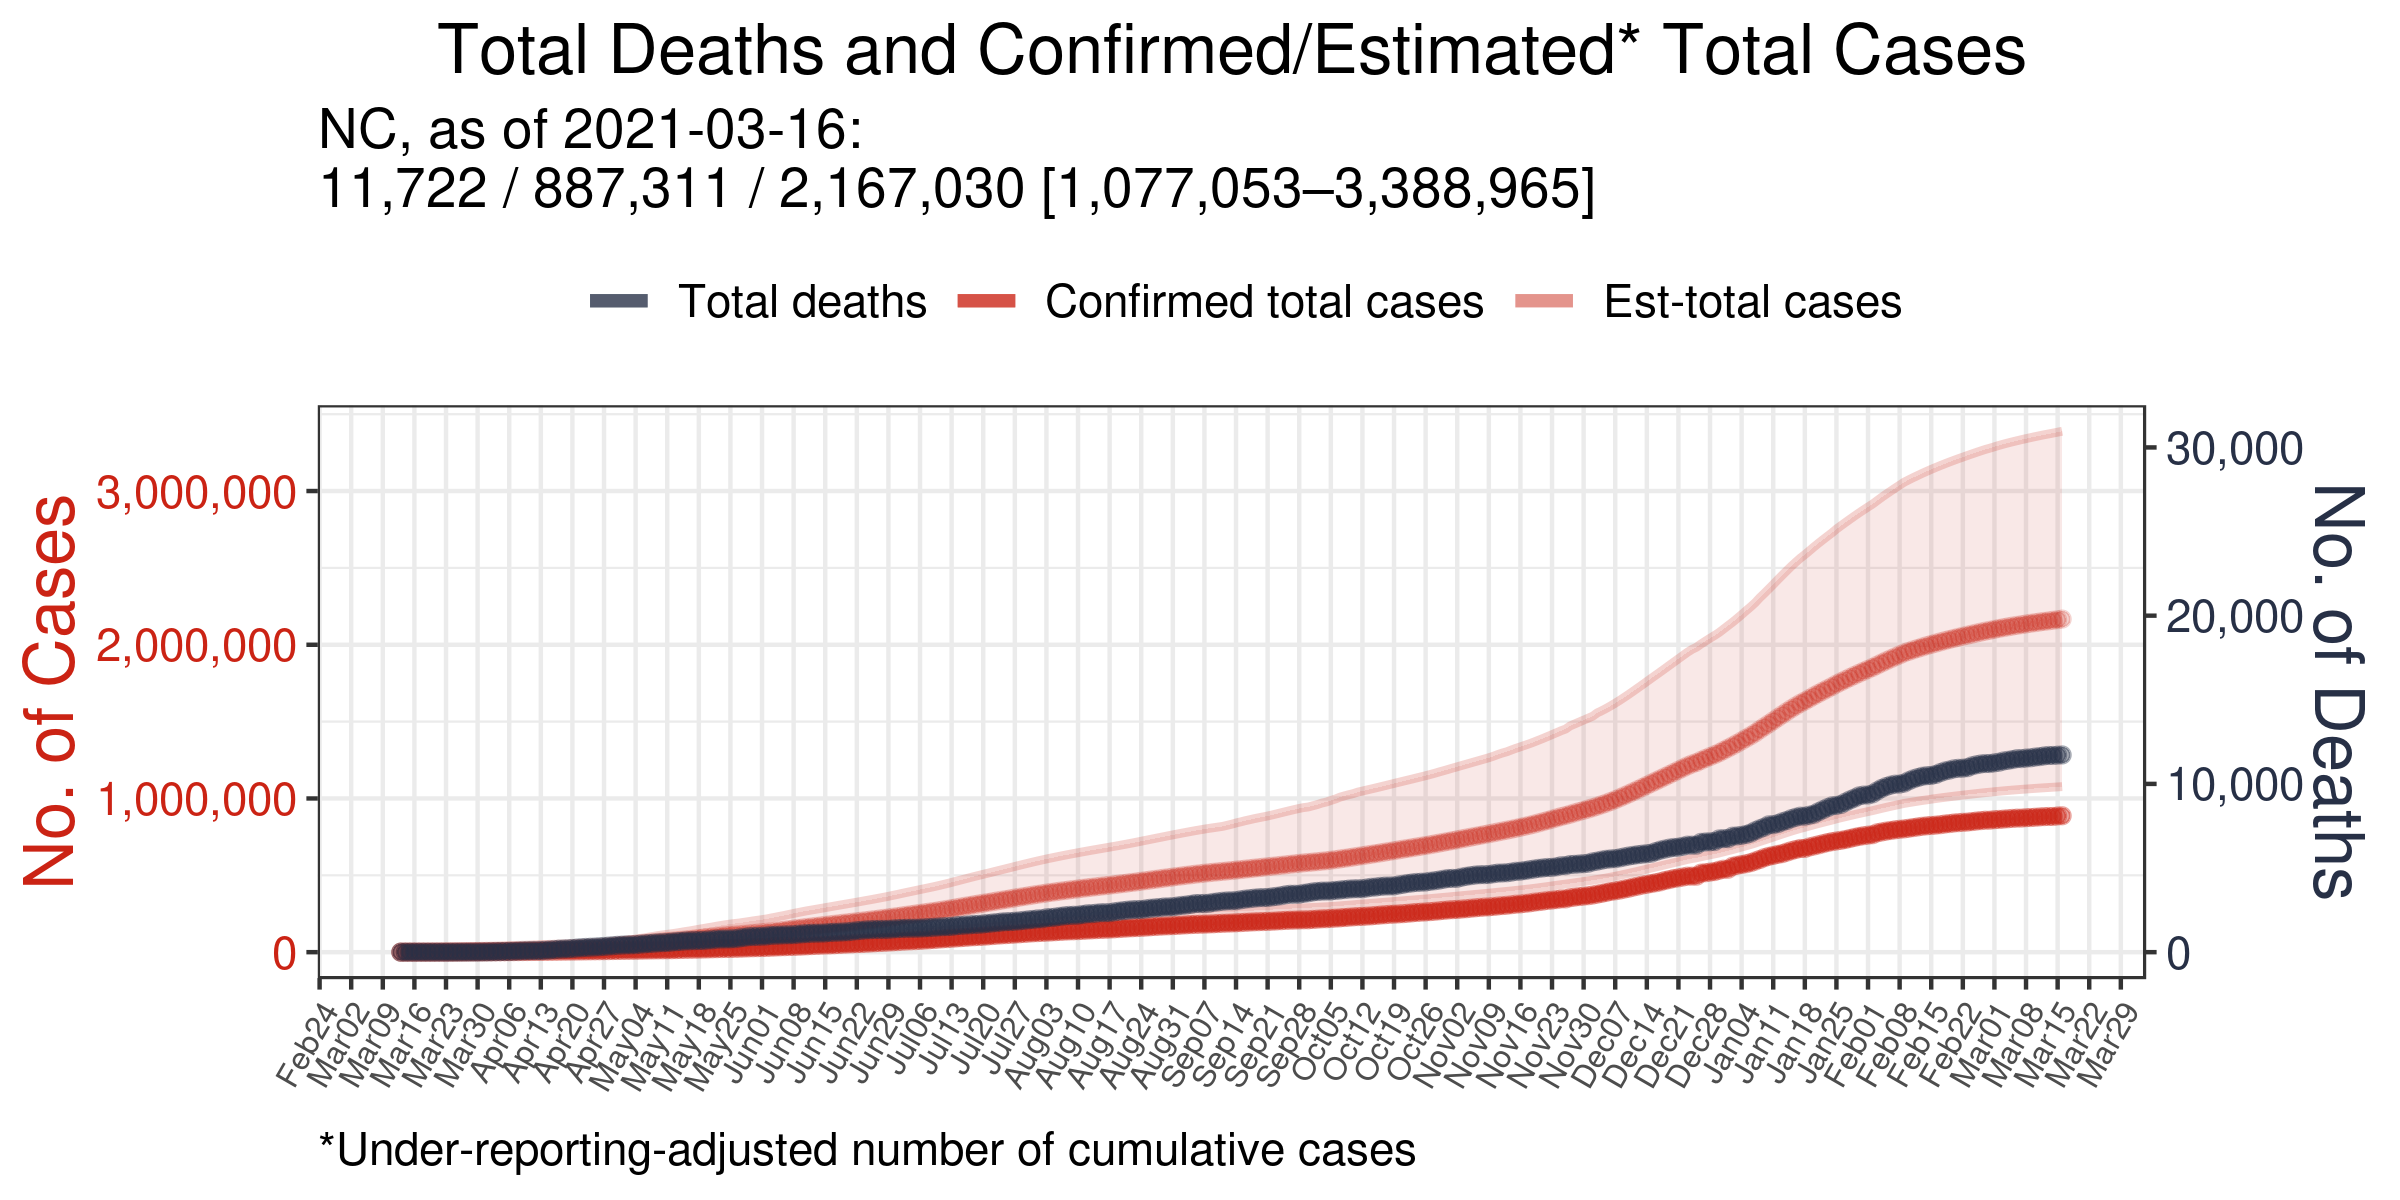 Total Deaths and Confirmed/Estimated* Total Cases
NC, as of 2021-03-16:
11,722 / 887,311 / 2,167,030 [1,077,053–3,388,965]
Total deaths
Confirmed total cases
Est-total cases
No. of Cases
3,000,000
2,000,000
1,000,000
0
30,000
20,000
10,000
0
No. of Deaths
Feb24
Mar02
Mar09
Mar16
Mar23
Mar30
Apr06
Apr13
Apr20
Apr27
May04
May11
May18
May25
Jun01
Jun08
Jun15
Jun22
Jun29
Jul06
Jul13
Jul20
Jul27
Aug03
Aug10
Aug17
Aug24
Aug31
Sep07
Sep14
Sep21
Sep28
Oct05
Oct12
Oct19
Oct26
Nov02
Nov09
Nov16
Nov23
Nov30
Dec07
Dec14
Dec21
Dec28
Jan04
Jan11
Jan18
Jan25
Feb01
Feb08
Feb15
Feb22
Mar01
Mar08
Mar15
Mar22
Mar29
*Under-reporting-adjusted number of cumulative cases